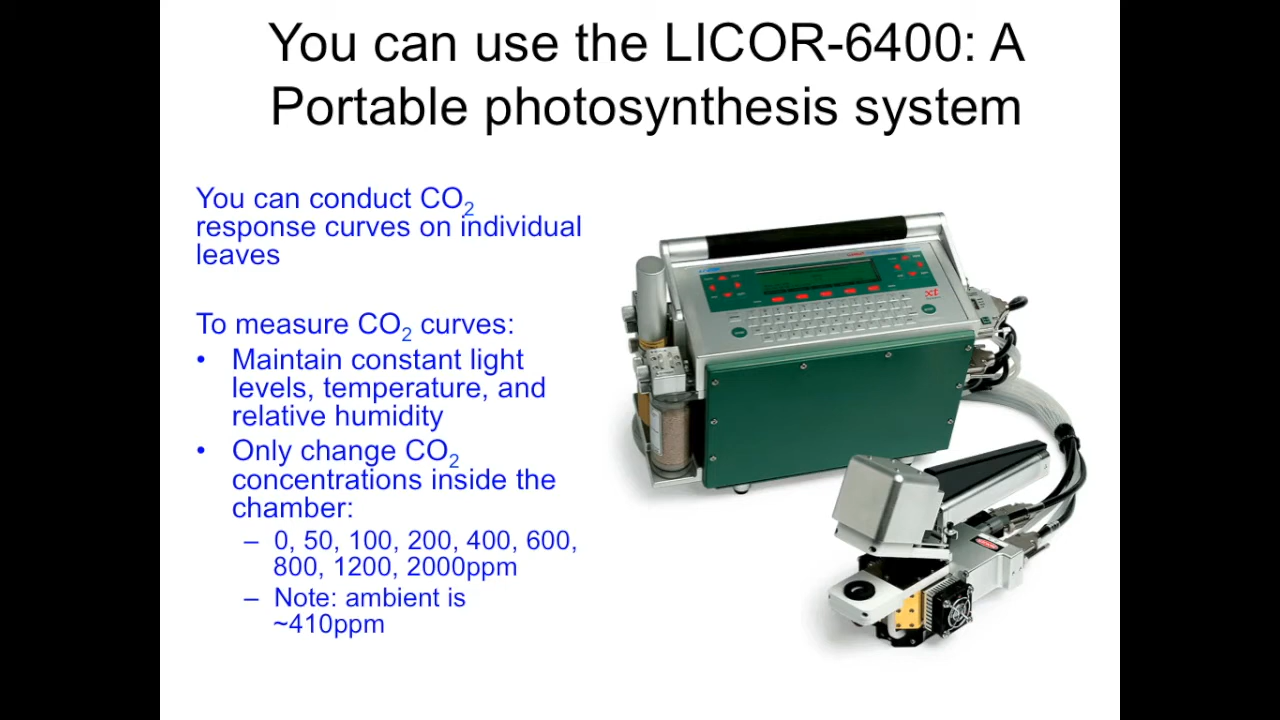 You can use the LICOR-6400: A
Portable photosynthesis system
You can conduct CO₂
response curves on individual
leaves
To measure CO₂ curves:
• Maintain constant light
levels, temperature, and
relative humidity
• Only change CO₂
concentrations inside the
chamber:
– 0, 50, 100, 200, 400, 600,
800, 1200, 2000ppm
– Note: ambient is
~410ppm
xt